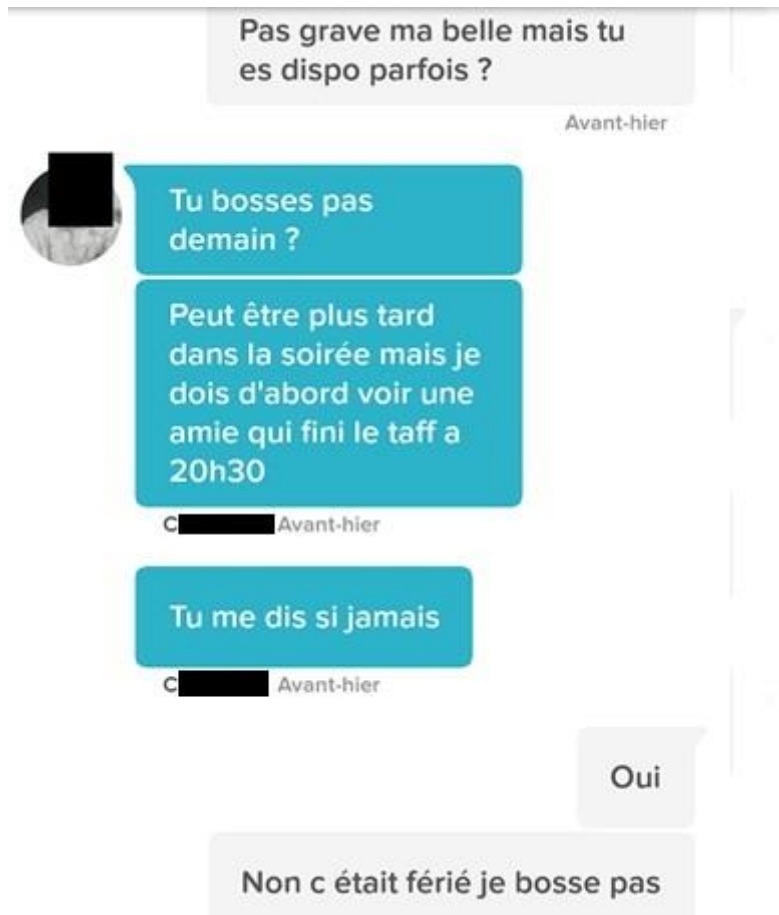 Pas grave ma belle mais tu
es dispo parfois ?
Avant-hier
Tu bosses pas
demain ?
Peut être plus tard
dans la soirée mais je
dois d'abord voir une
amie qui fini le taff a
20h30
C Avant-hier
Tu me dis si jamais
C Avant-hier
Oui
Non c était férié je bosse pas